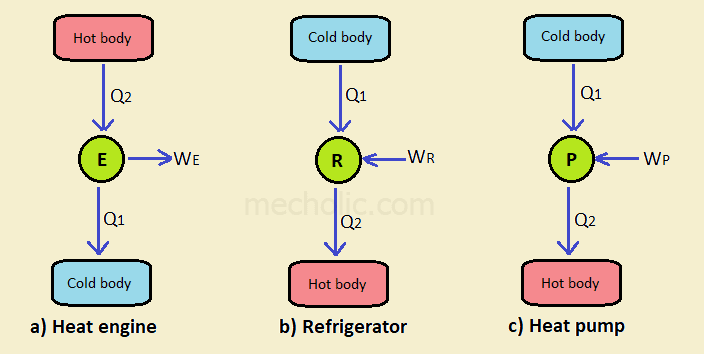 Hot body
Cold body
Cold body
Q2
Q1
Q1
E
WE
R
WR
P
WP
mecholic.com
Q1
Q2
Q2
Cold body
Hot body
Hot body
a) Heat engine
b) Refrigerator
c) Heat pump